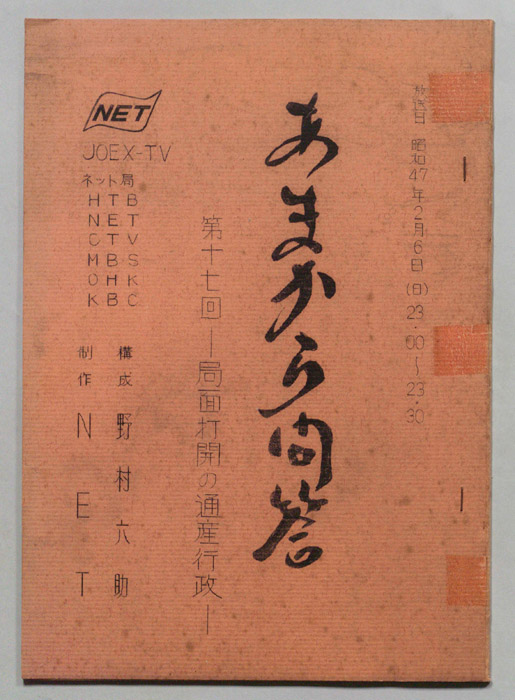 放送日 昭和47年2月6日(日)23・00〜23・30
あまから問答
第十七回―局面打開の通産行政―
NET
JOEX-TV
ネット局
HTB
NET
CTV
MBS
OHK
KBC
構成 野村六助
制作 NET